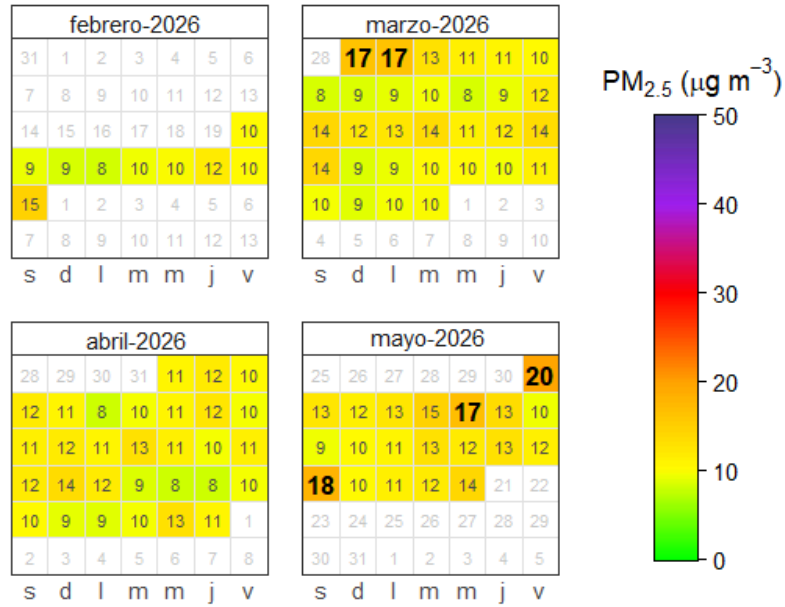 febrero-2026
31 1 2 3 4 5 6
7 8 9 10 11 12 13
14 15 16 17 18 19 10
9 9 8 10 10 12 10
15 1 2 3 4 5 6
7 8 9 10 11 12 13
s d l m m j v
marzo-2026
28 17 17 13 11 11 10
8 9 9 10 8 9 12
14 12 13 14 11 12 14
14 9 9 10 10 10 11
10 9 10 10 1 2 3
4 5 6 7 8 9 10
s d l m m j v
abril-2026
28 29 30 31 11 12 10
12 11 8 10 11 12 10
11 12 11 13 11 10 11
12 14 12 9 8 8 10
10 9 9 10 13 11 1
2 3 4 5 6 7 8
s d l m m j v
mayo-2026
25 26 27 28 29 30 20
13 12 13 15 17 13 10
9 10 11 13 12 13 12
18 10 11 12 14 21 22
23 24 25 26 27 28 29
30 31 1 2 3 4 5
s d l m m j v
PM2.5 (μg m−3)
50
40
30
20
10
0